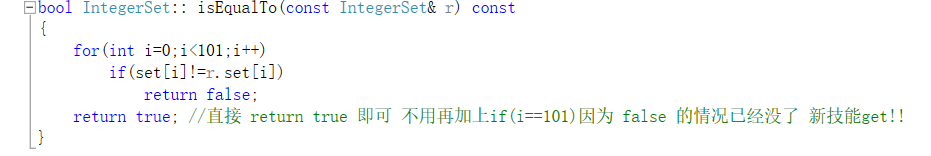 bool IntegerSet:: isEqualTo(const IntegerSet& r) const
{
for(int i=0;i<101;i++)
if(set[i]!=r.set[i])
return false;
return true; //直接 return true 即可 不用再加上if(i==101)因为 false 的情况已经没了 新技能get!!
}